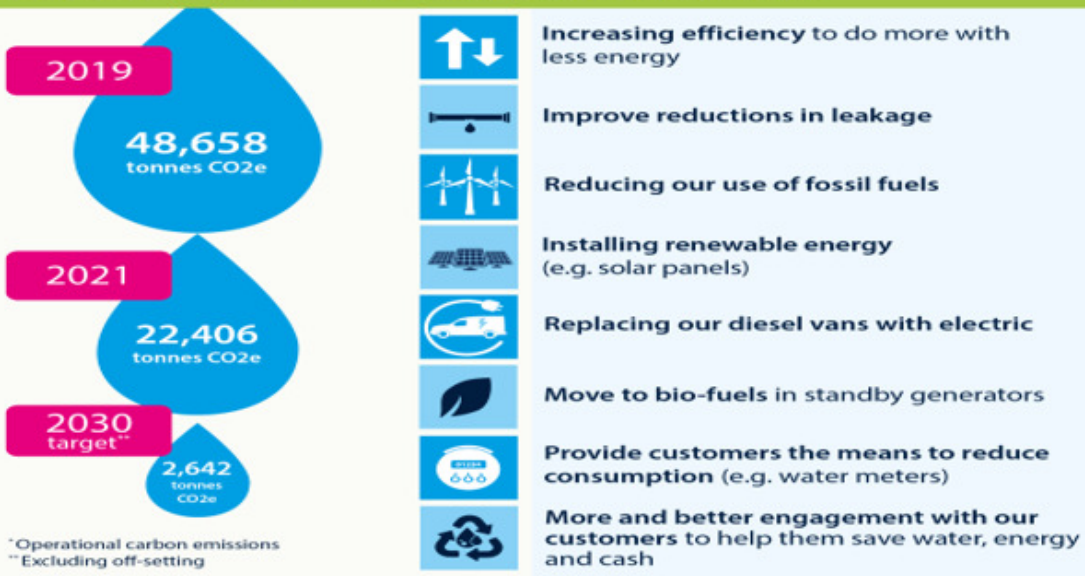 2019
48,658
tonnes CO2e
2021
22,406
tonnes CO2e
2030
target**
2,642
tonnes
CO2e
*Operational carbon emissions
**Excluding off-setting
Increasing efficiency to do more with
less energy
Improve reductions in leakage
Reducing our use of fossil fuels
Installing renewable energy
(e.g. solar panels)
Replacing our diesel vans with electric
Move to bio-fuels in standby generators
Provide customers the means to reduce
consumption (e.g. water meters)
More and better engagement with our
customers to help them save water, energy
and cash